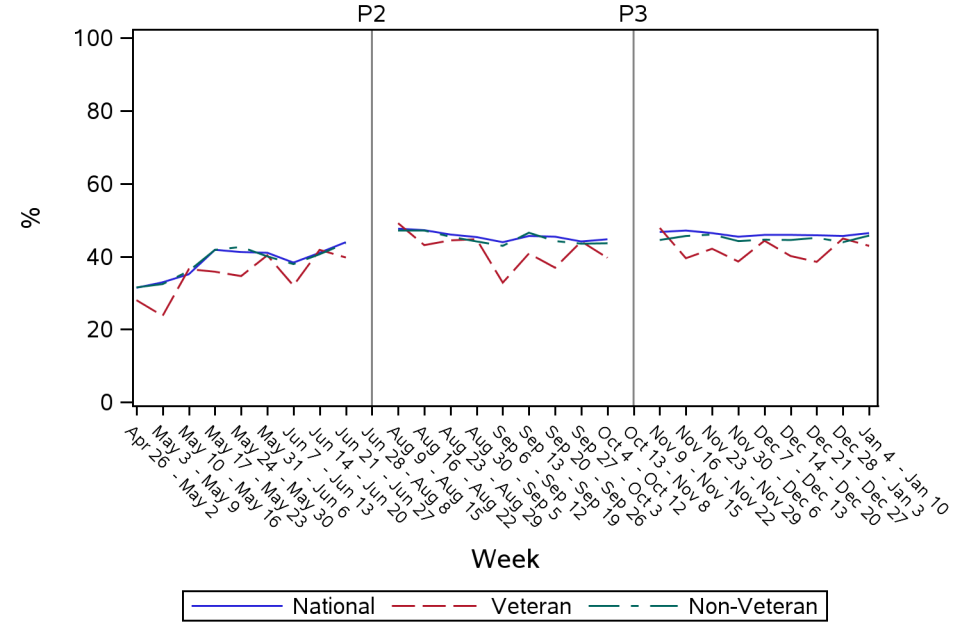 P2
P3
100
80
60
40
20
0
%
Apr 26 - May 2
May 3 - May 9
May 10 - May 16
May 17 - May 23
May 24 - May 30
May 31 - Jun 6
Jun 7 - Jun 13
Jun 14 - Jun 20
Jun 21 - Jun 27
Jun 28 - Aug 8
Aug 9 - Aug 15
Aug 16 - Aug 22
Aug 23 - Aug 29
Aug 30 - Sep 5
Sep 6 - Sep 12
Sep 13 - Sep 19
Sep 20 - Sep 26
Sep 27 - Oct 3
Oct 4 - Oct 12
Oct 13 - Nov 8
Nov 9 - Nov 15
Nov 16 - Nov 22
Nov 23 - Nov 29
Nov 30 - Dec 6
Dec 7 - Dec 13
Dec 14 - Dec 20
Dec 21 - Dec 27
Dec 28 - Jan 3
Jan 4 - Jan 10
Week
National
Veteran
Non-Veteran